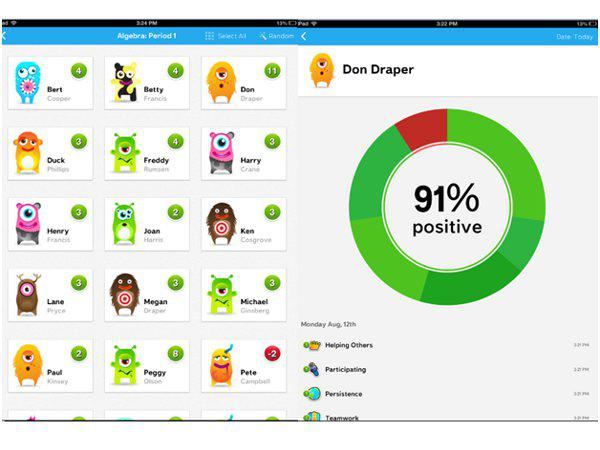 ad 3:24 PM 13%
Algebra: Period 1 Select All Random
4 4 11
Bert Betty Don
Cooper Francis Draper
3 4 3
Duck Freddy Harry
Phillips Rumsen Crane
3 2 3
Henry Joan Ken
Francis Harris Cosgrove
3 3 3
Lane Megan Michael
Pryce Draper Ginsberg
2 8 -2
Paul Peggy Pete
Kinsey Olson Campbell
iPad 3:22 PM 13%
Date: Today
Don Draper
91%
positive
Monday Aug, 12th
Helping Others 3:21 PM
Participating 3:21 PM
Persistence 3:21 PM
Teamwork